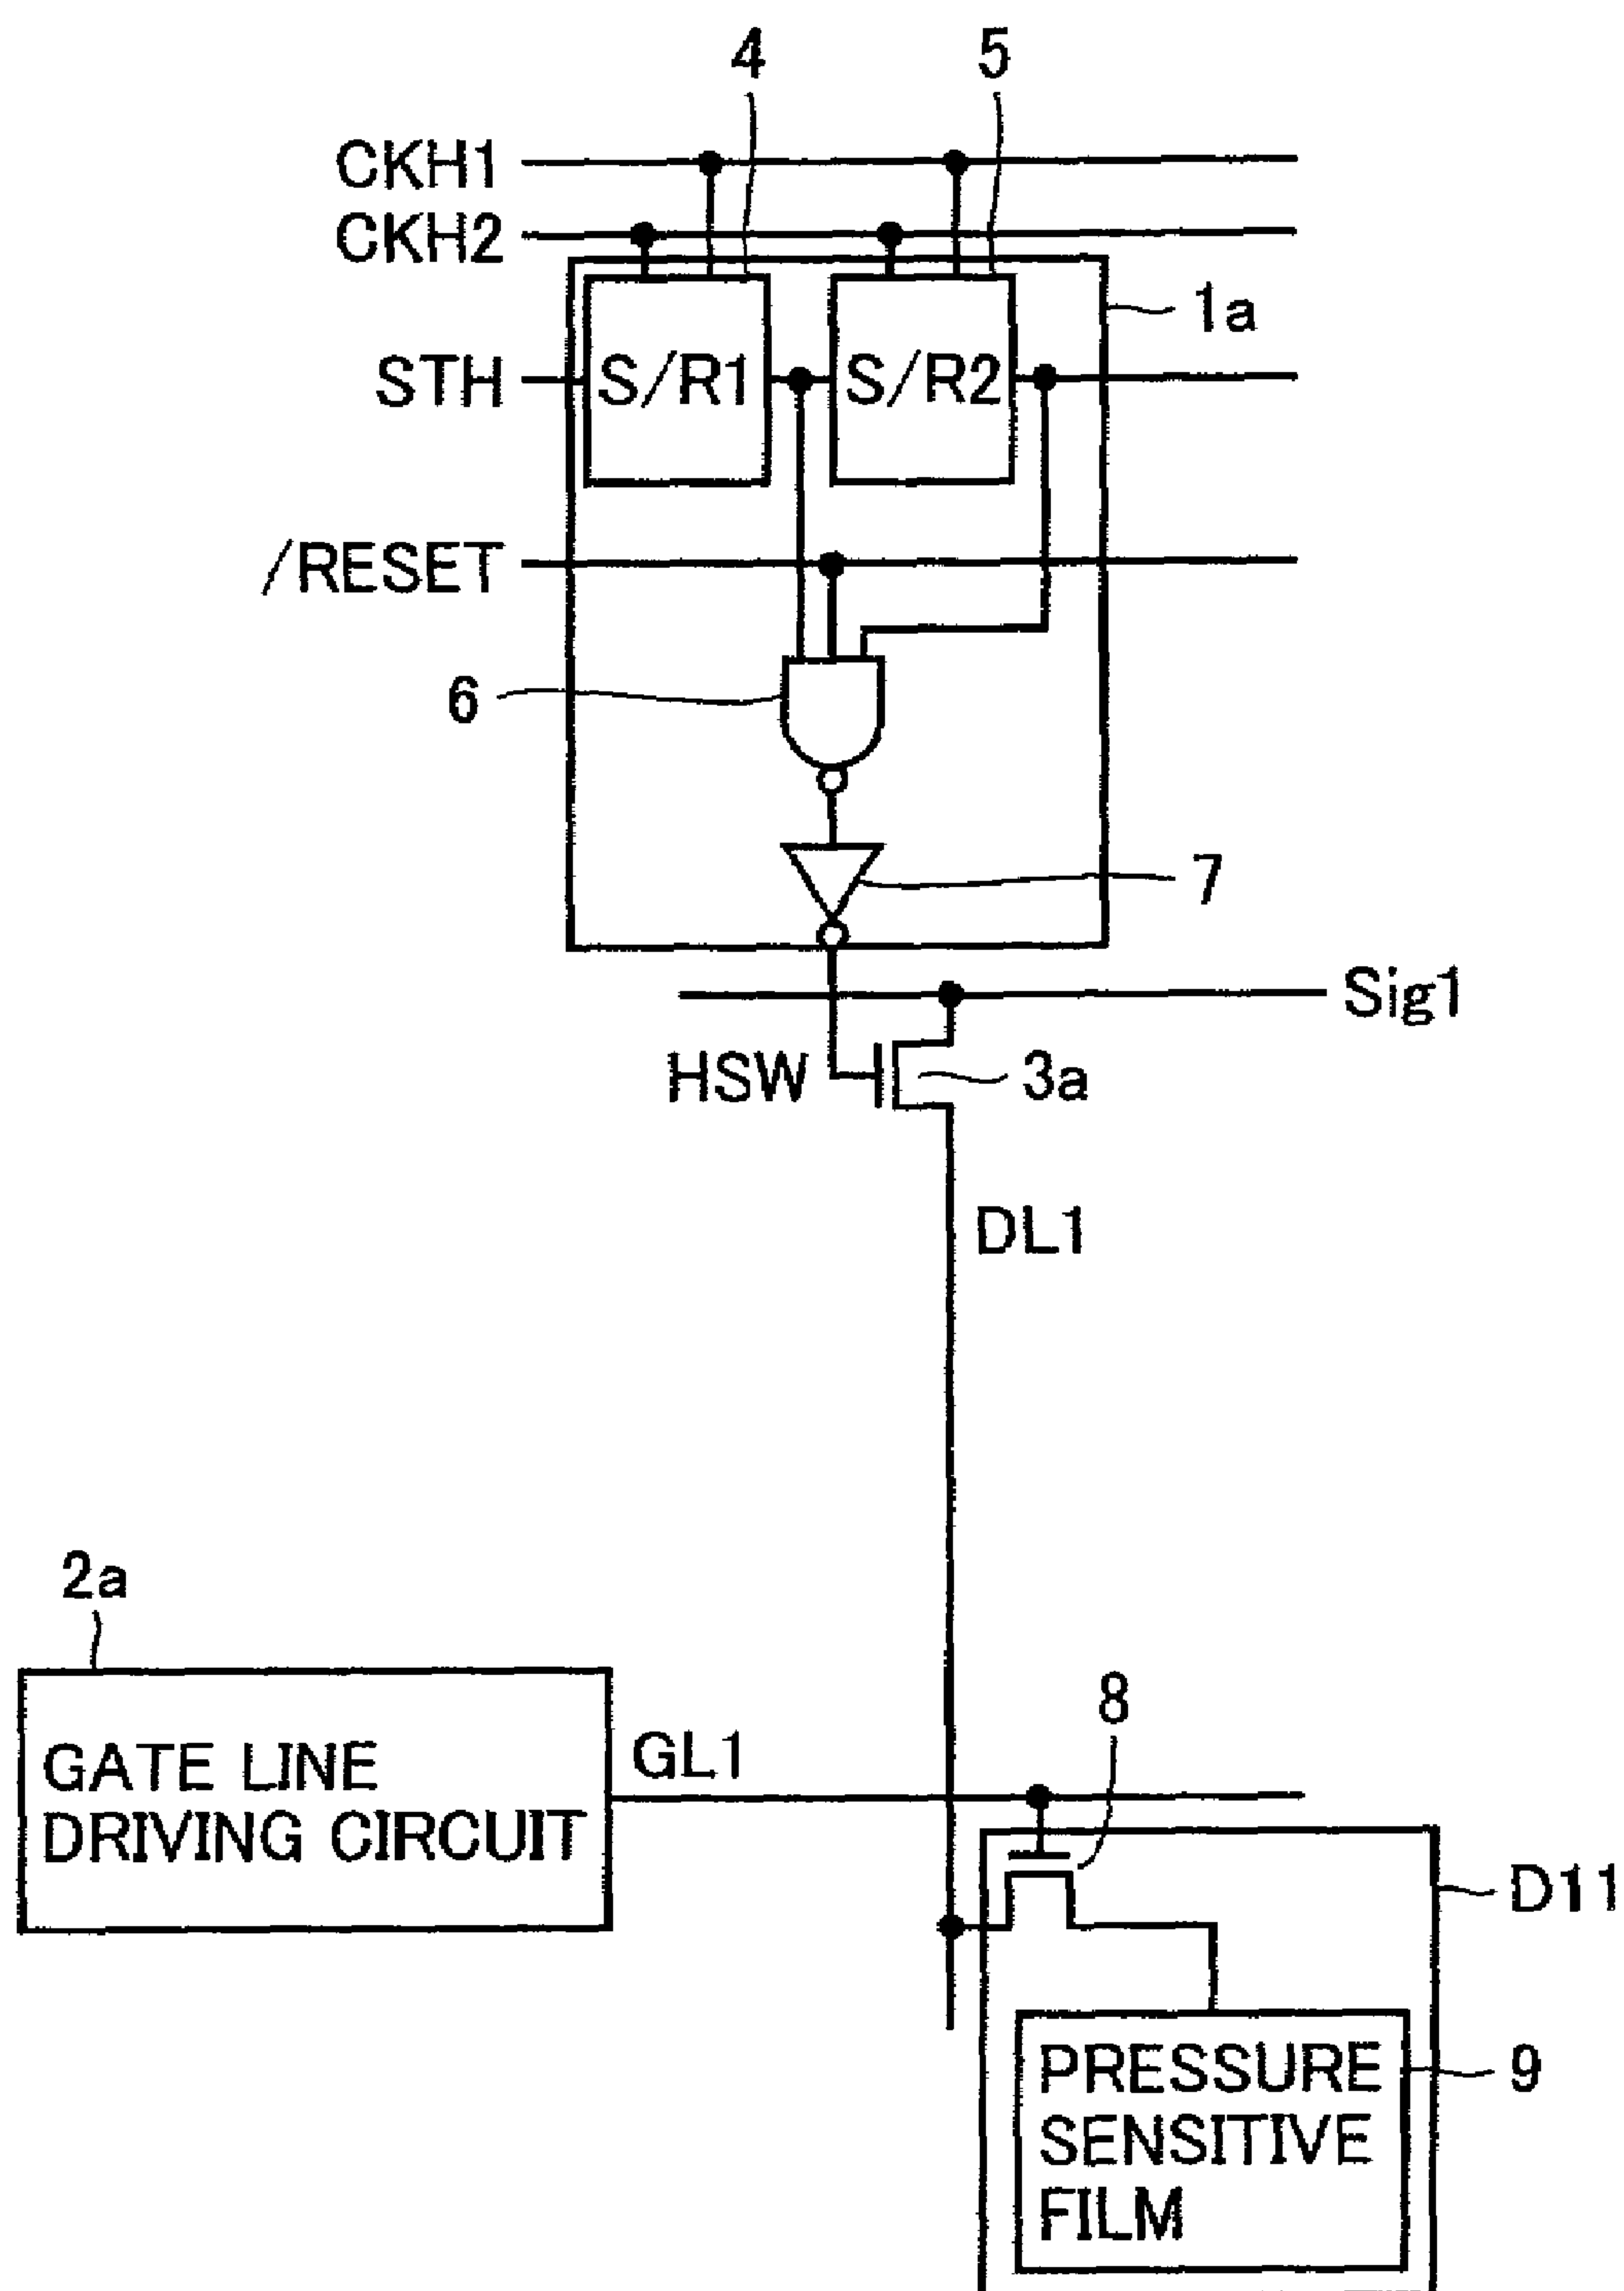 4
5
CKH1
CKH2
1a
STH
S/R1
S/R2
/RESET
6
7
Sig1
HSW
3a
DL1
2a
8
GL1
GATE LINE
DRIVING CIRCUIT
D11
PRESSURE
SENSITIVE
FILM
9